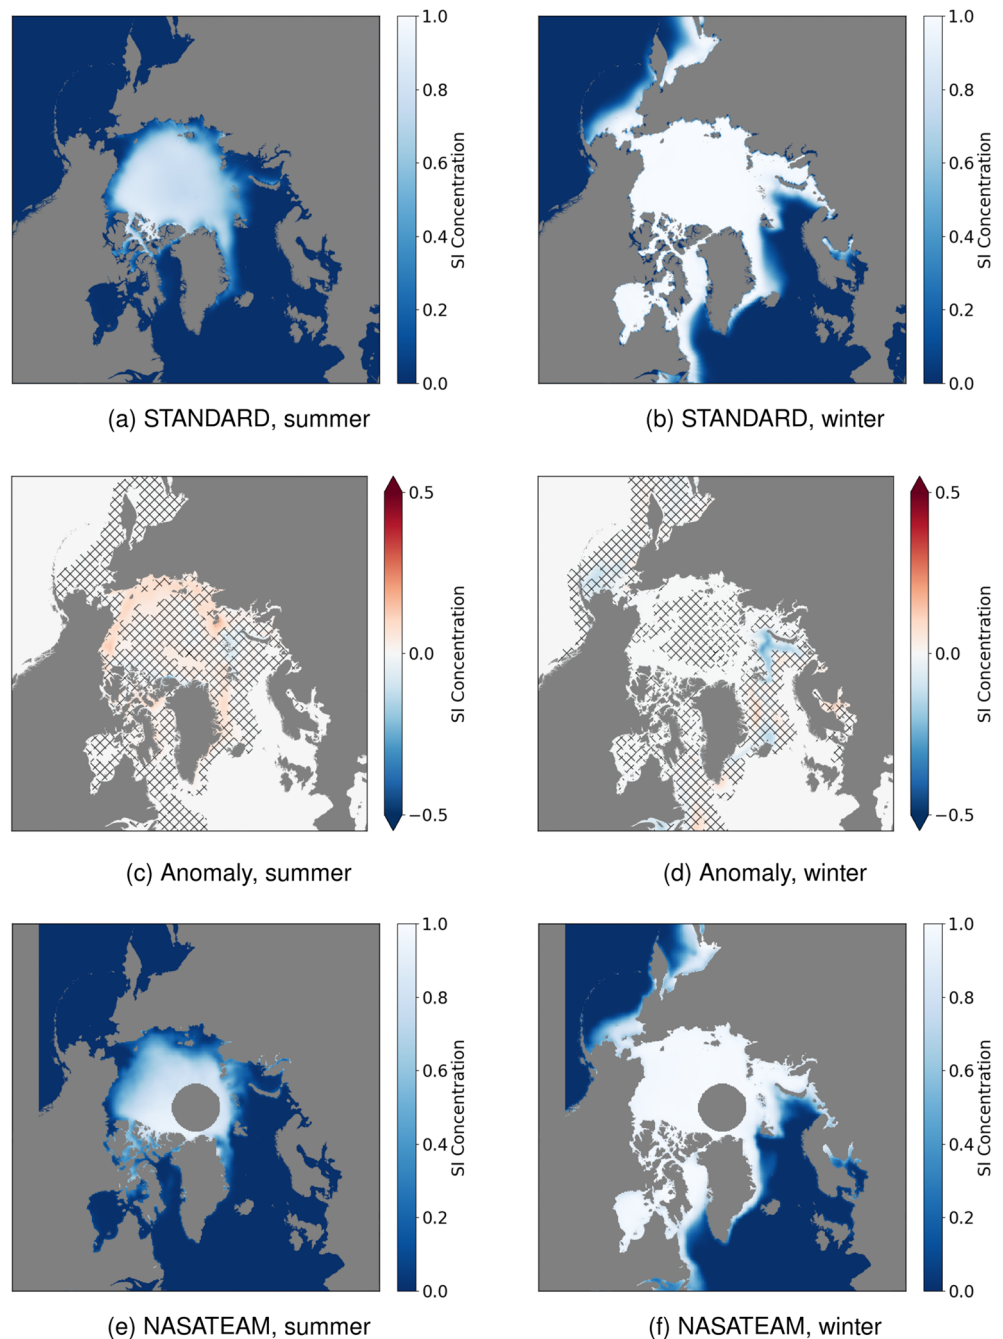 1.0
0.8
0.6
0.4
0.2
0.0
SI Concentration
(a) STANDARD, summer
1.0
0.8
0.6
0.4
0.2
0.0
SI Concentration
(b) STANDARD, winter
0.5
0.0
−0.5
SI Concentration
(c) Anomaly, summer
0.5
0.0
−0.5
SI Concentration
(d) Anomaly, winter
1.0
0.8
0.6
0.4
0.2
0.0
SI Concentration
(e) NASATEAM, summer
1.0
0.8
0.6
0.4
0.2
0.0
SI Concentration
(f) NASATEAM, winter